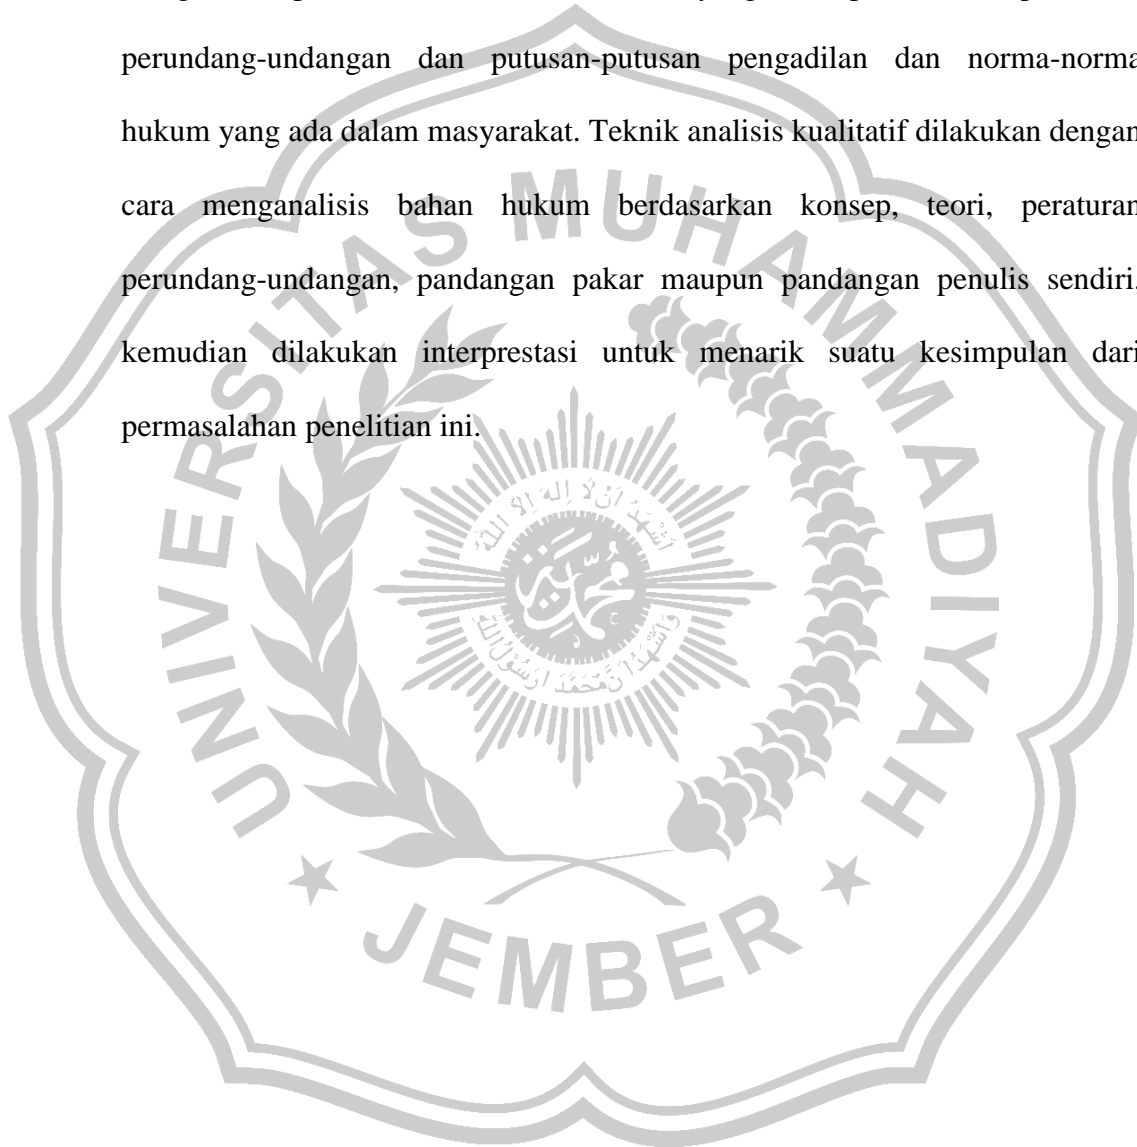 perundang-undangan dan putusan-putusan pengadilan dan norma-norma
hukum yang ada dalam masyarakat. Teknik analisis kualitatif dilakukan dengan
cara menganalisis bahan hukum berdasarkan konsep, teori, peraturan
perundang-undangan, pandangan pakar maupun pandangan penulis sendiri,
kemudian dilakukan interprestasi untuk menarik suatu kesimpulan dari
permasalahan penelitian ini.
UNIVERSITAS MUHAMMADIYAH
JEMBER